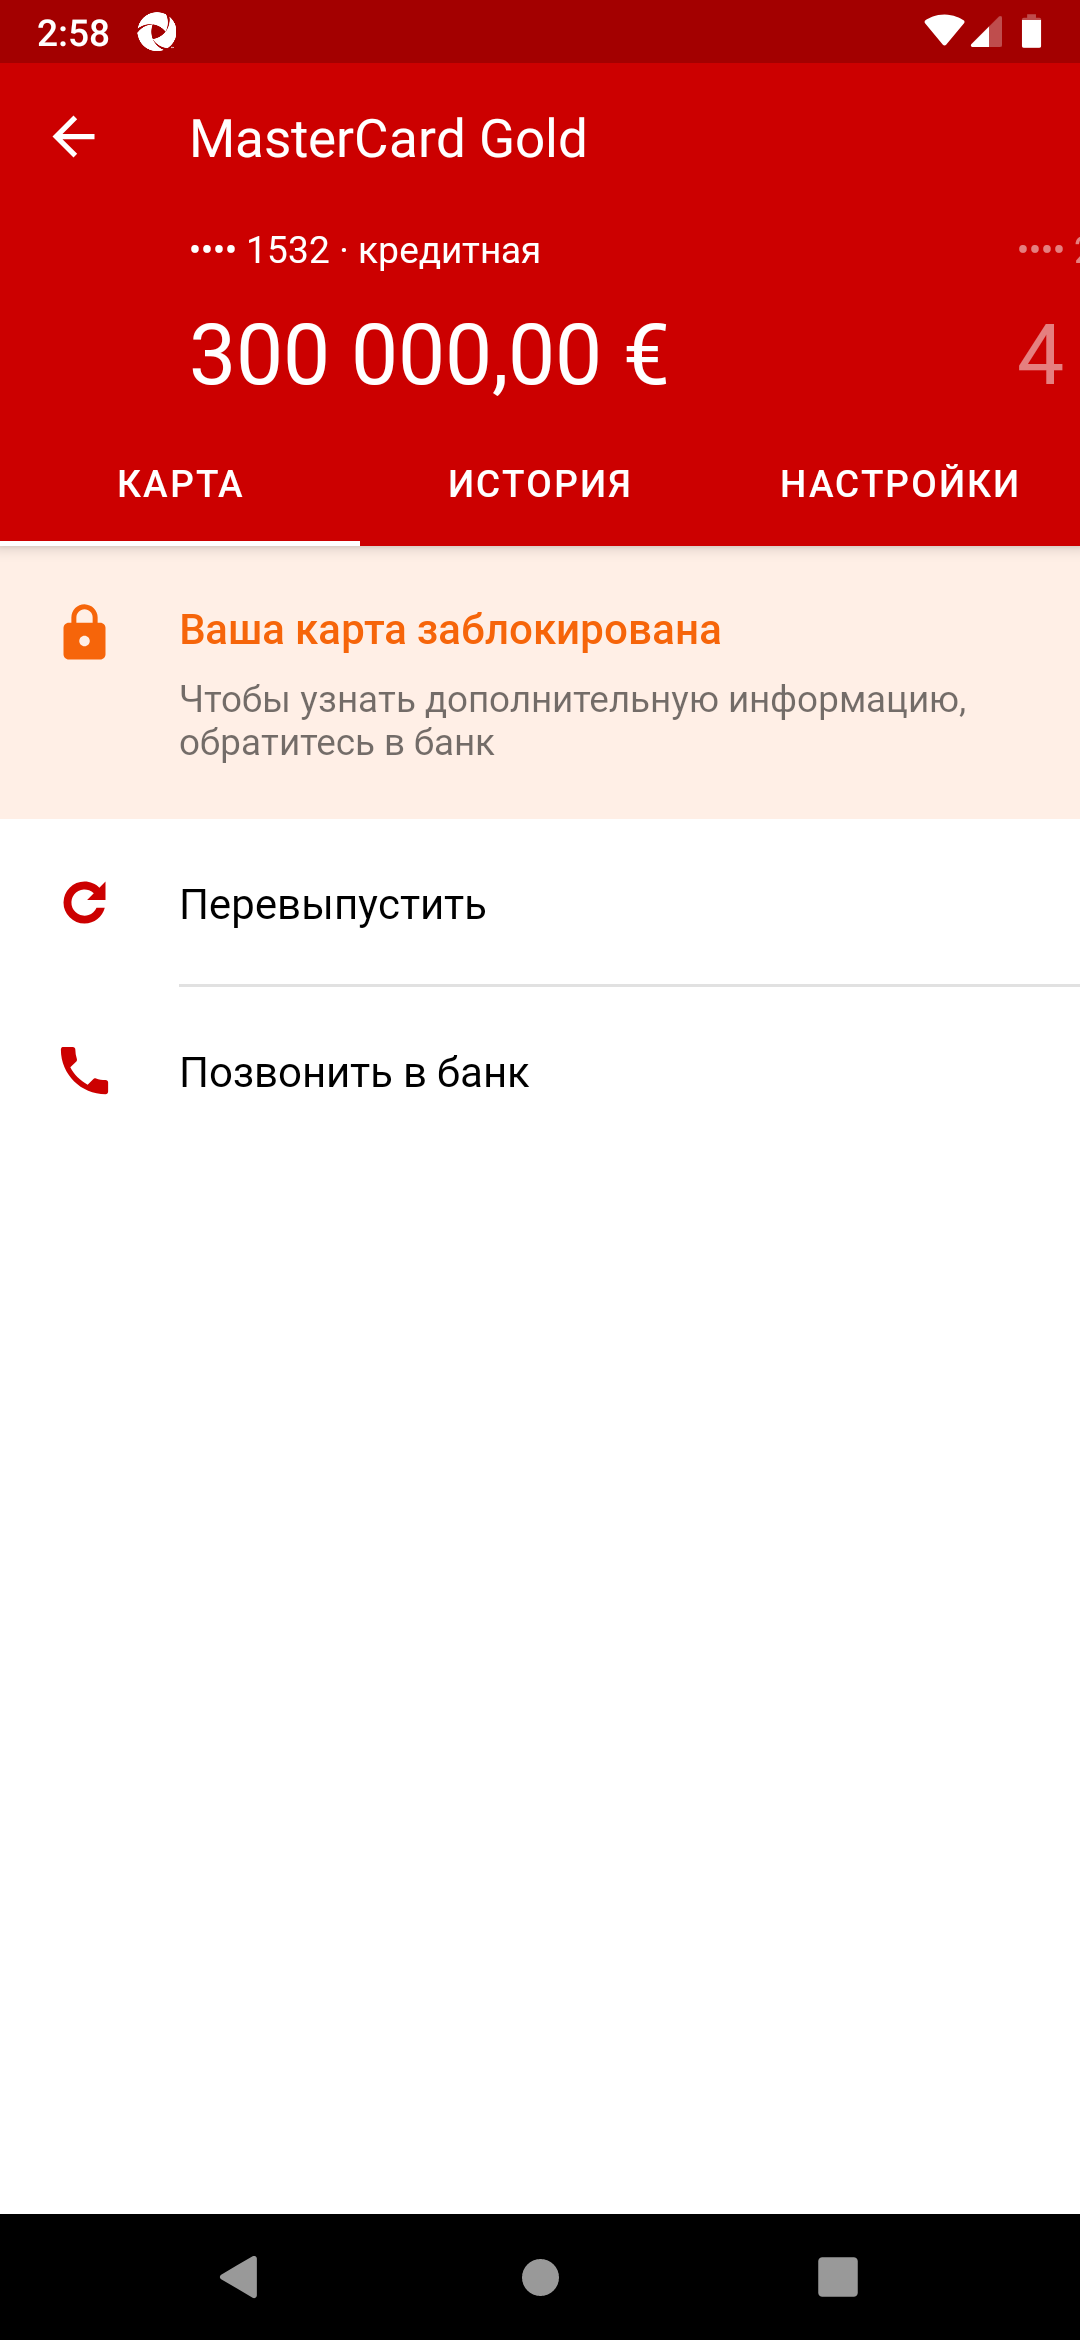 2:58
MasterCard Gold
•••• 1532 · кредитная
•••• 2
300 000,00 €
4
КАРТА
ИСТОРИЯ
НАСТРОЙКИ
Ваша карта заблокирована
Чтобы узнать дополнительную информацию,
обратитесь в банк
Перевыпустить
Позвонить в банк